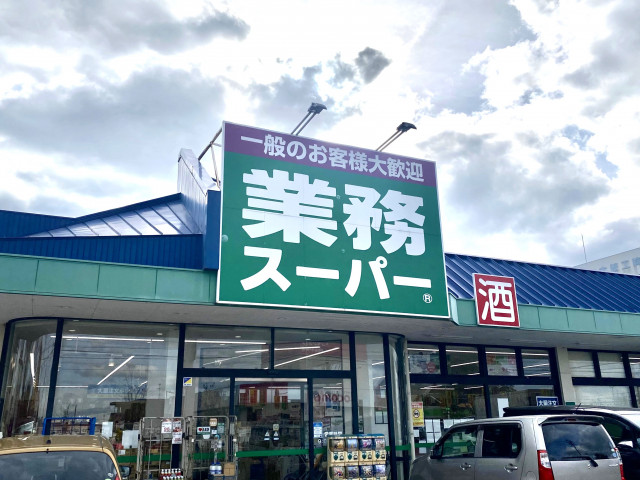 一般のお客様大歓迎
業務
スーパー®
酒